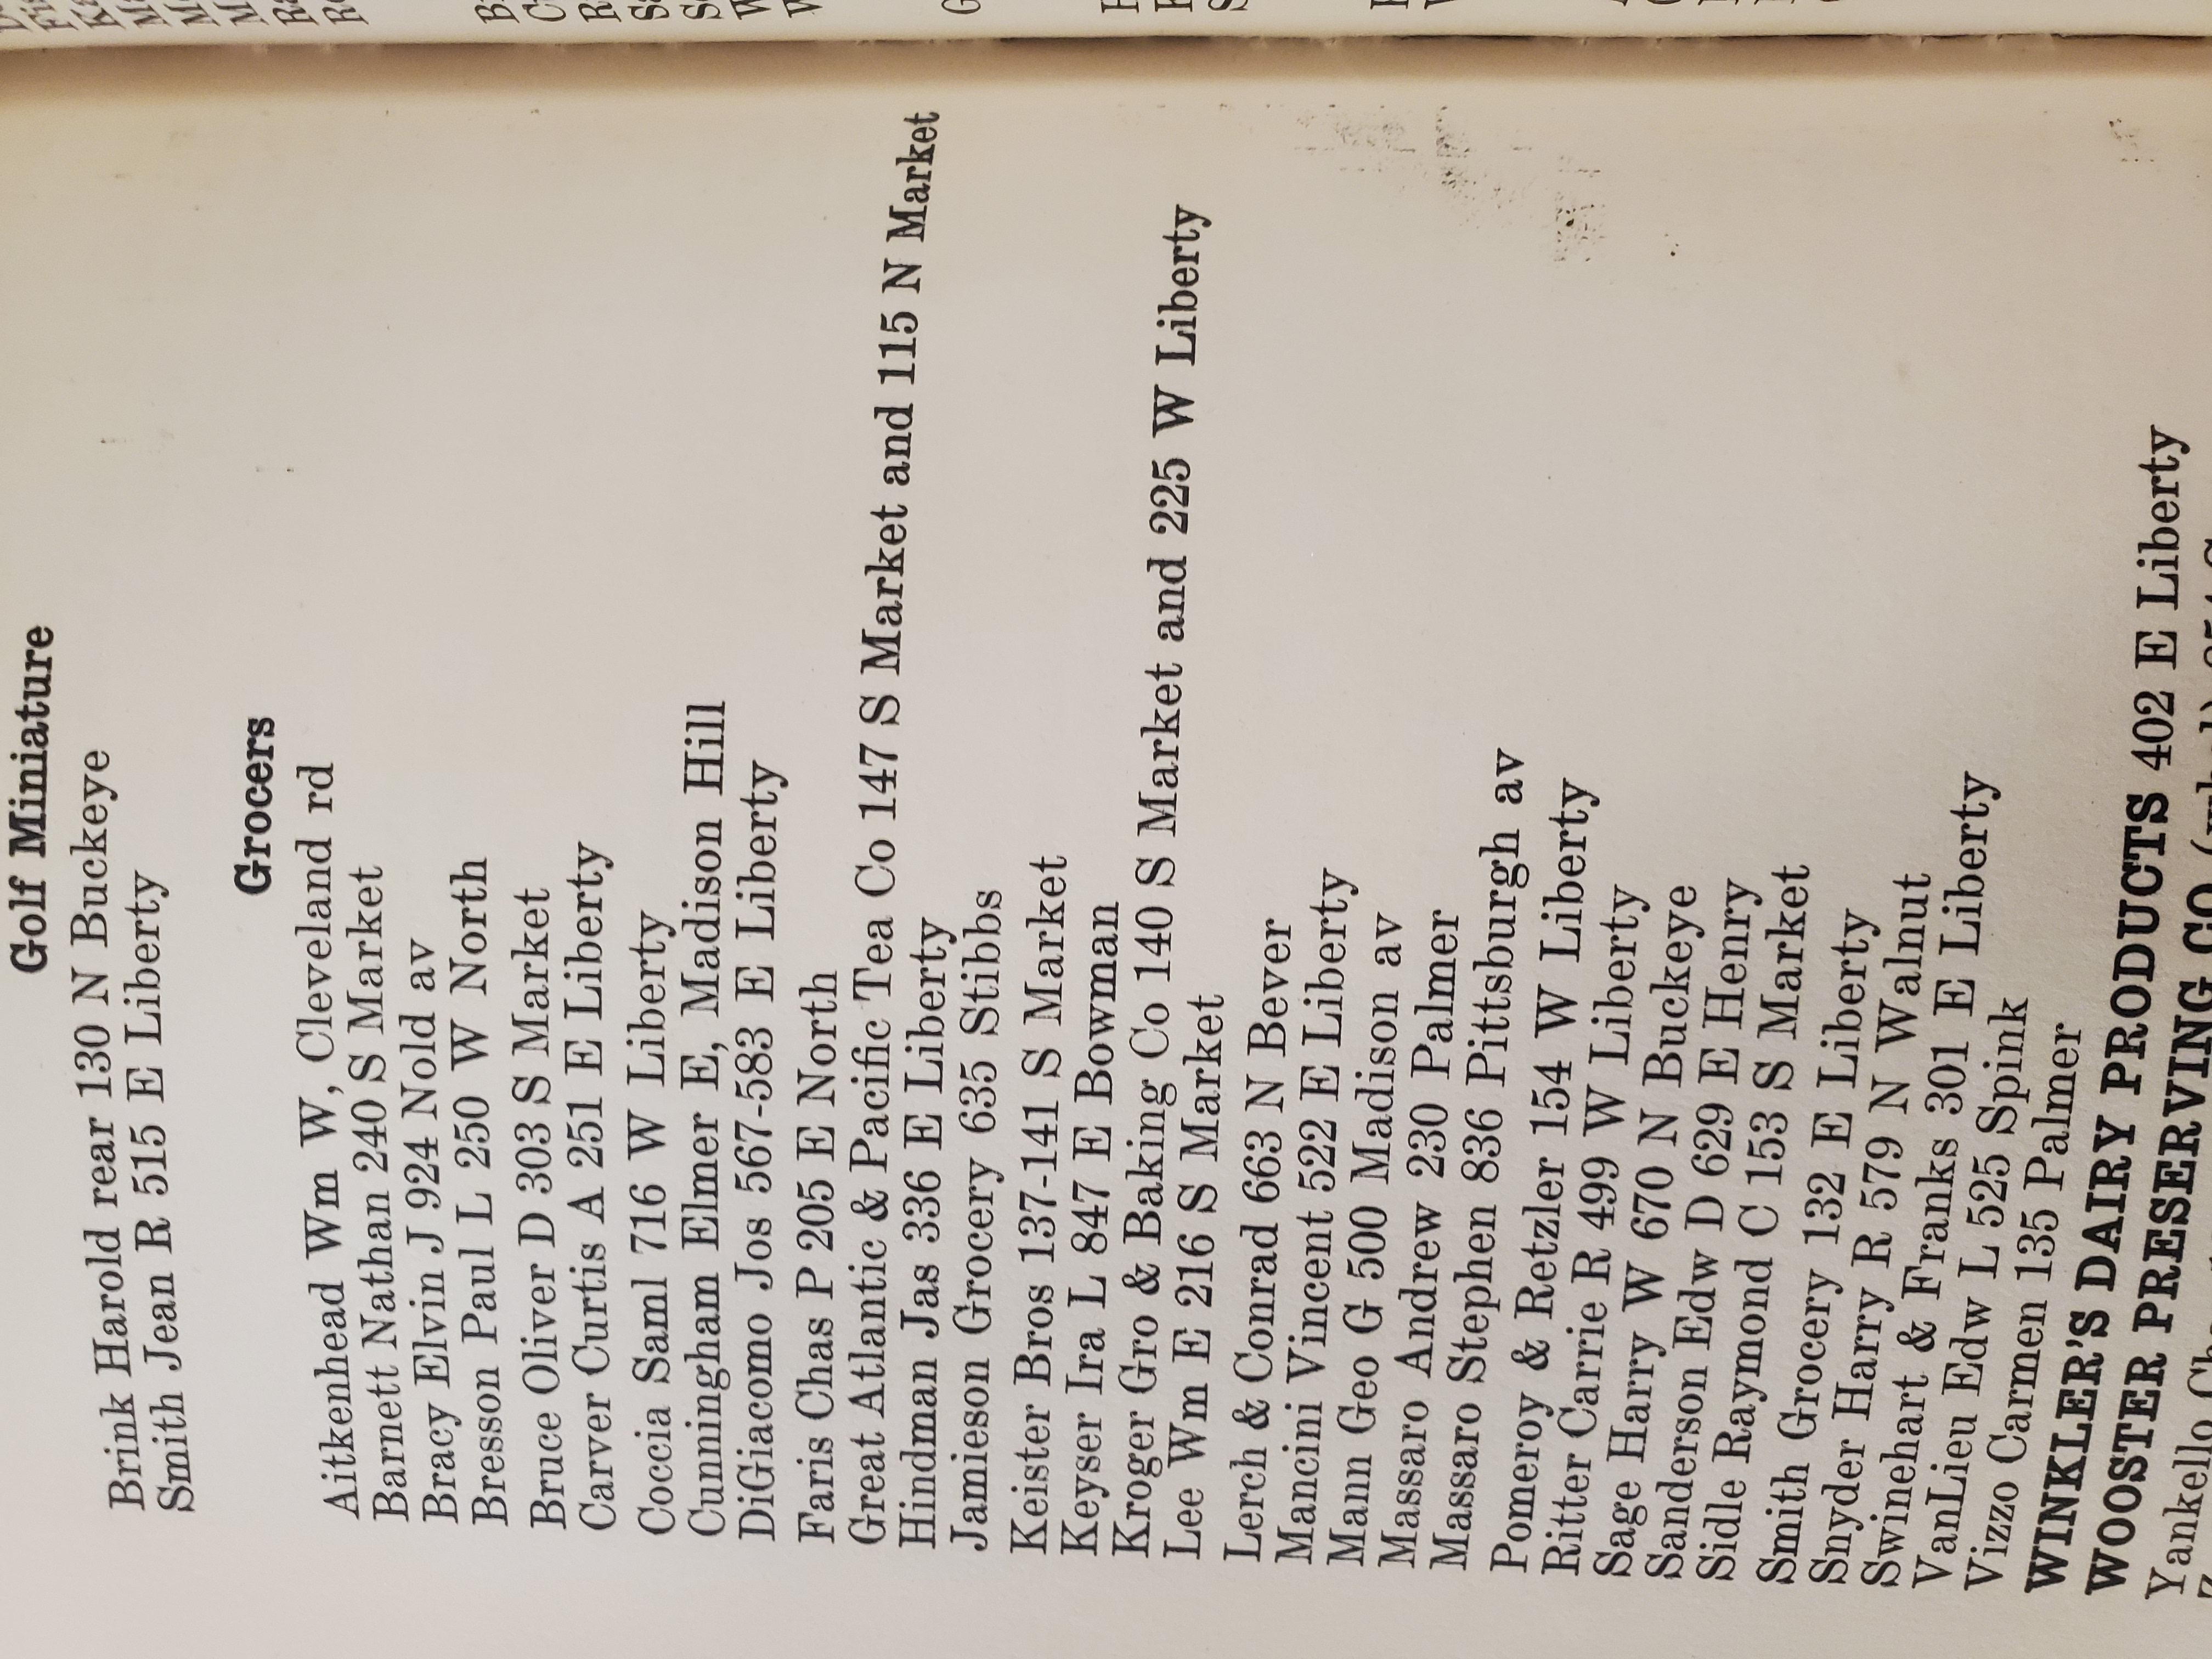 Golf Miniature
Brink Harold rear 130 N Buckeye
Smith Jean R 515 E Liberty
Grocers
Aitkenhead Wm W, Cleveland rd
Barnett Nathan 240 S Market
Bracy Elvin J 924 Nold av
Bresson Paul L 250 W North
Bruce Oliver D 303 S Market
Carver Curtis A 251 E Liberty
Coccia Saml 716 W Liberty
Cunningham Elmer E, Madison Hill
DiGiacomo Jos 567-583 E Liberty
Faris Chas P 205 E North
Great Atlantic & Pacific Tea Co 147 S Market and 115 N Market
Hindman Jas 336 E Liberty
Jamieson Grocery 635 Stibbs
Keister Bros 137-141 S Market
Keyser Ira L 847 E Bowman
Kroger Gro & Baking Co 140 S Market and 225 W Liberty
Lee Wm E 216 S Market
Lerch & Conrad 663 N Bever
Mancini Vincent 522 E Liberty
Mann Geo G 500 Madison av
Massaro Andrew 230 Palmer
Massaro Stephen 836 Pittsburgh av
Pomeroy & Retzler 154 W Liberty
Ritter Carrie R 499 W Liberty
Sage Harry W 670 N Buckeye
Sanderson Edw D 629 E Henry
Sidle Raymond C 153 S Market
Smith Grocery 132 E Liberty
Snyder Harry R 579 N Walnut
Swinehart & Franks 301 E Liberty
VanLieu Edw L 525 Spink
Vizzo Carmen 135 Palmer
WINKLER'S DAIRY PRODUCTS 402 E Liberty
WOOSTER PRESERVING CO
Yankello